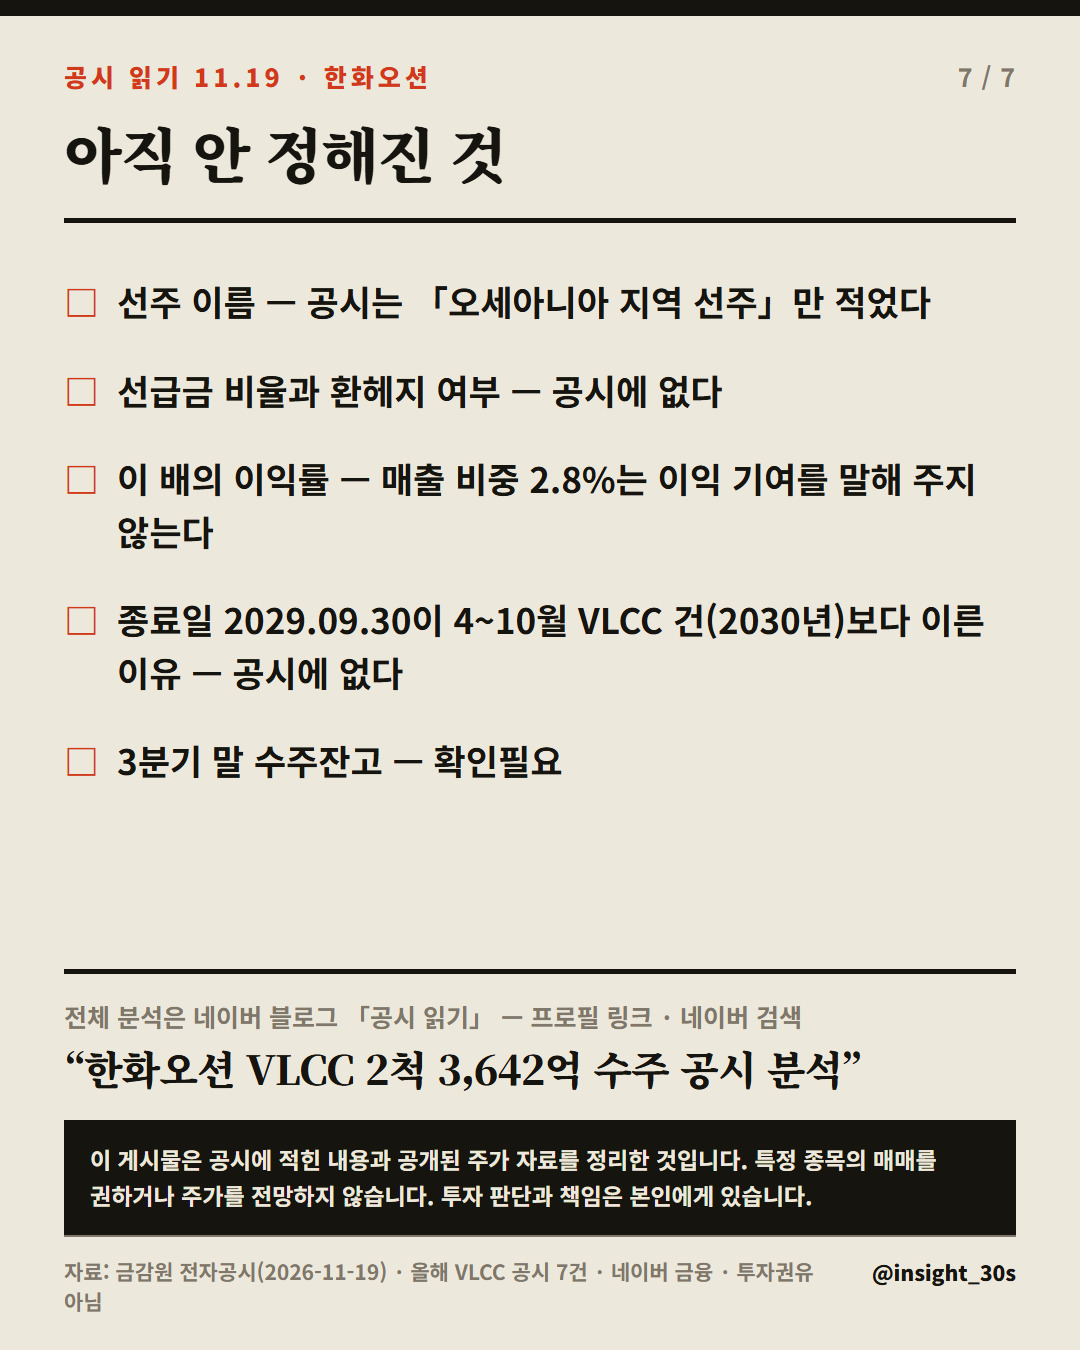 공시 읽기 11.19 · 한화오션
7 / 7
아직 안 정해진 것
□ 선주 이름 — 공시는 「오세아니아 지역 선주」만 적었다
□ 선급금 비율과 환헤지 여부 — 공시에 없다
□ 이 배의 이익률 — 매출 비중 2.8%는 이익 기여를 말해 주지
않는다
□ 종료일 2029.09.30이 4~10월 VLCC 건(2030년)보다 이른
이유 — 공시에 없다
□ 3분기 말 수주잔고 — 확인필요
전체 분석은 네이버 블로그 「공시 읽기」 — 프로필 링크 · 네이버 검색
“한화오션 VLCC 2척 3,642억 수주 공시 분석”
이 게시물은 공시에 적힌 내용과 공개된 주가 자료를 정리한 것입니다. 특정 종목의 매매를
권하거나 주가를 전망하지 않습니다. 투자 판단과 책임은 본인에게 있습니다.
자료: 금감원 전자공시(2026-11-19) · 올해 VLCC 공시 7건 · 네이버 금융 · 투자권유
아님
@insight_30s